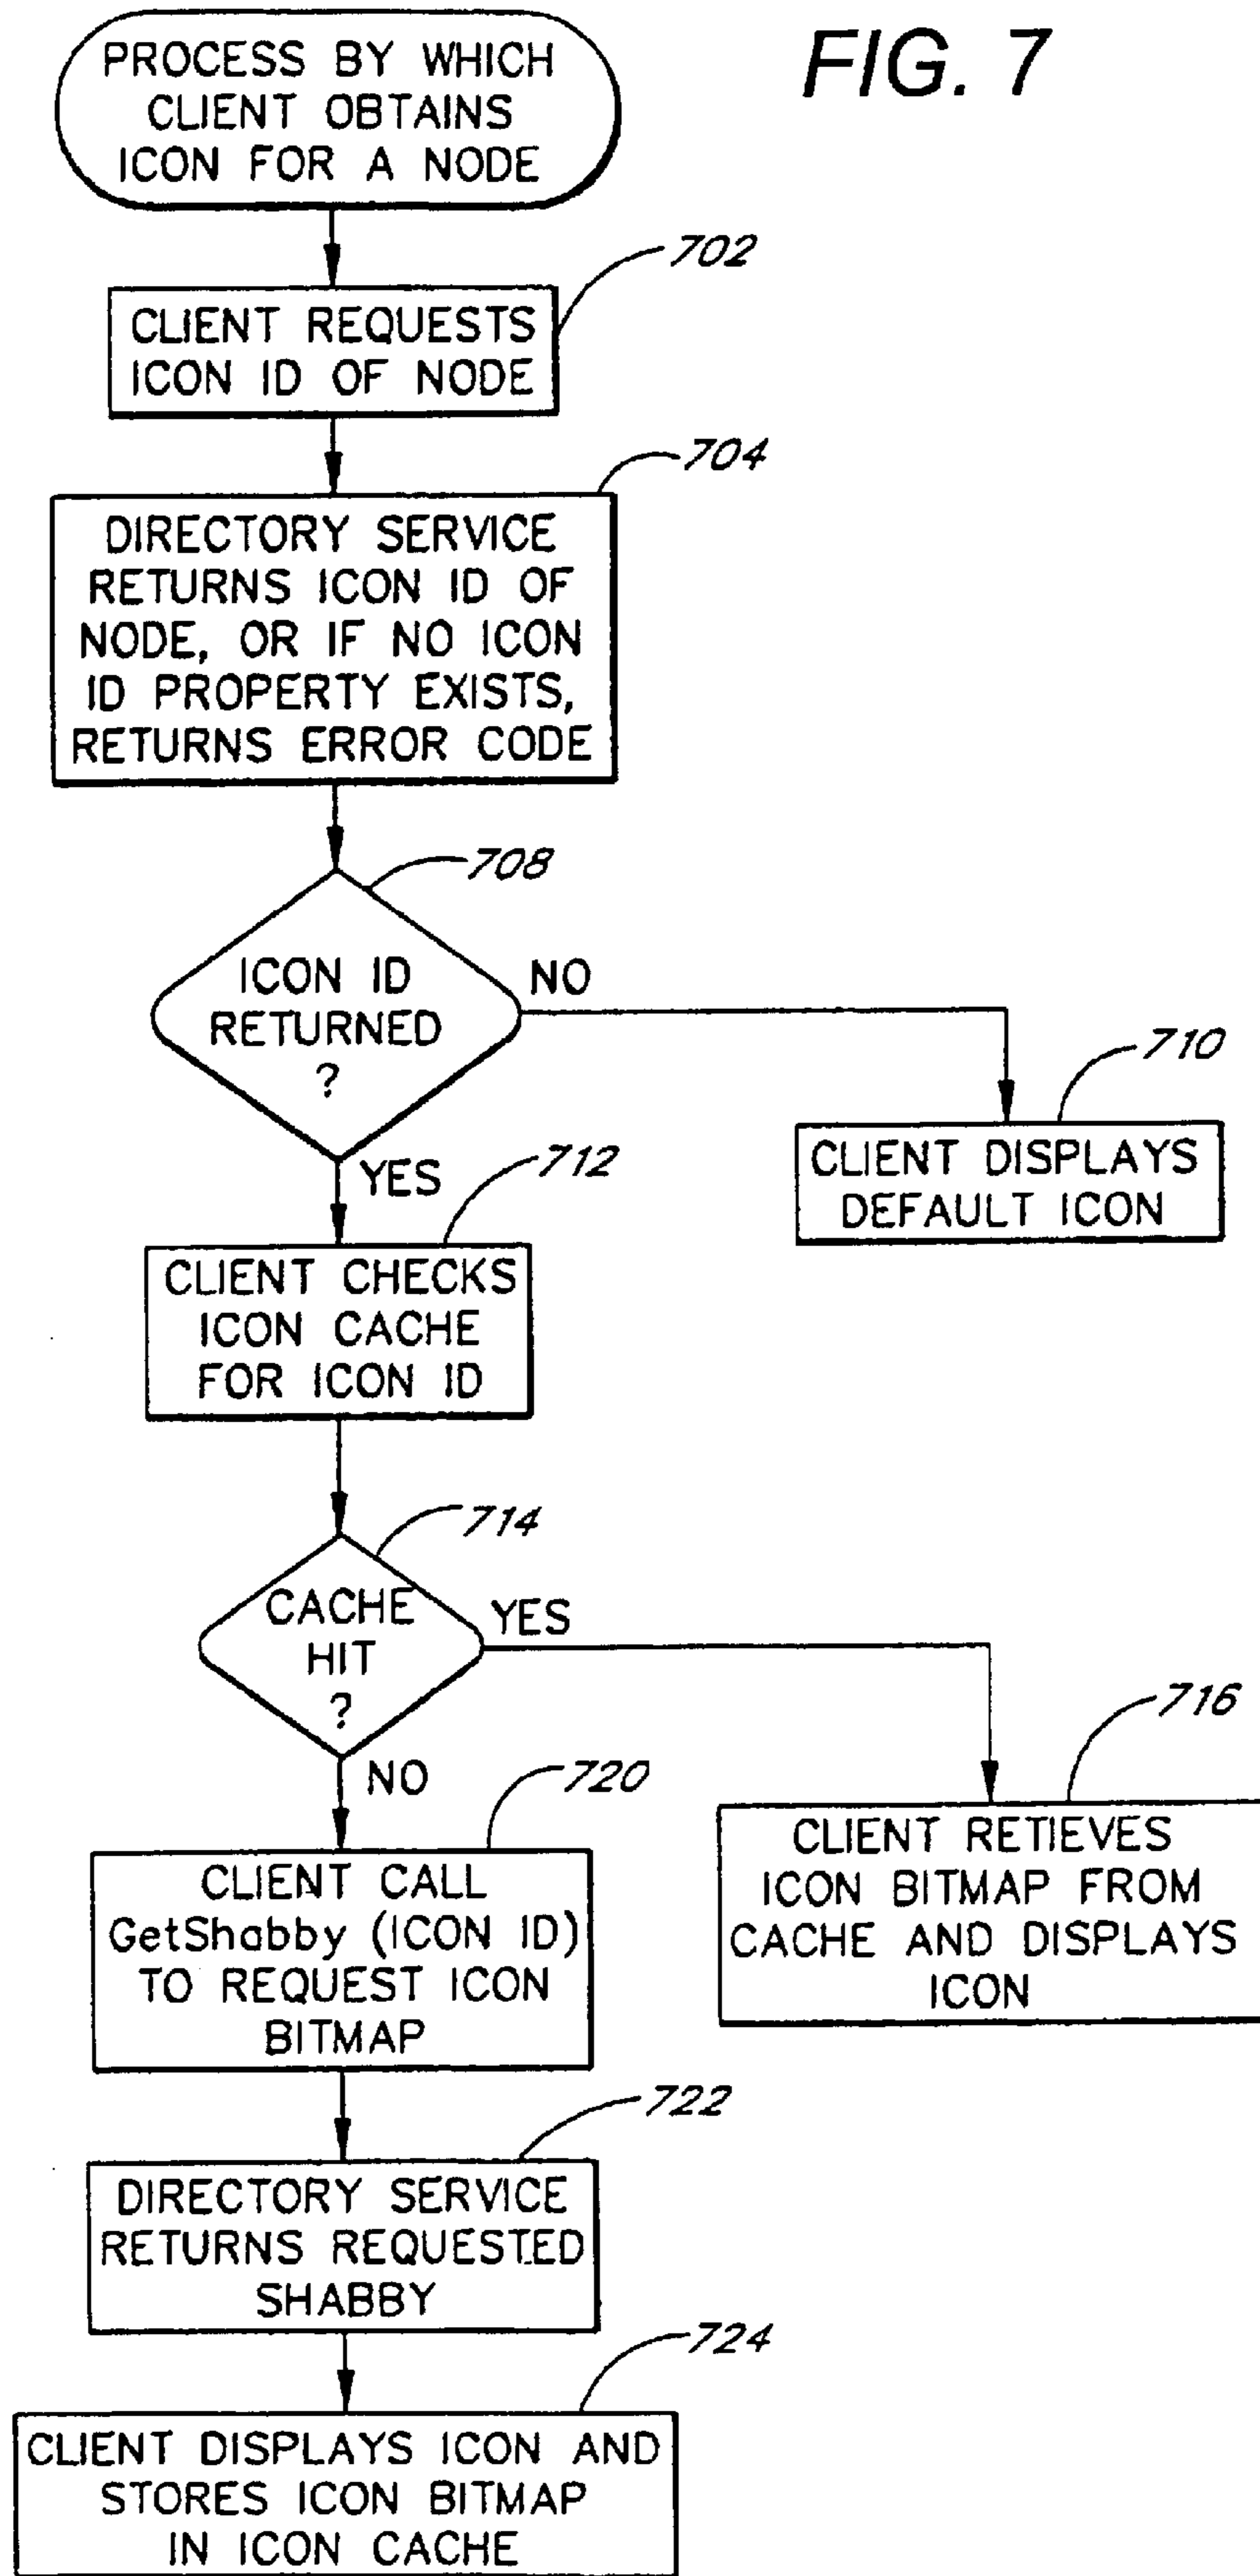 FIG. 7
PROCESS BY WHICH
CLIENT OBTAINS
ICON FOR A NODE
702
CLIENT REQUESTS
ICON ID OF NODE
704
DIRECTORY SERVICE
RETURNS ICON ID OF
NODE, OR IF NO ICON
ID PROPERTY EXISTS,
RETURNS ERROR CODE
708
ICON ID
RETURNED
?
NO
710
CLIENT DISPLAYS
DEFAULT ICON
YES
712
CLIENT CHECKS
ICON CACHE
FOR ICON ID
714
CACHE
HIT
?
YES
716
CLIENT RETIEVES
ICON BITMAP FROM
CACHE AND DISPLAYS
ICON
NO
720
CLIENT CALL
GetShabby (ICON ID)
TO REQUEST ICON
BITMAP
722
DIRECTORY SERVICE
RETURNS REQUESTED
SHABBY
724
CLIENT DISPLAYS ICON AND
STORES ICON BITMAP
IN ICON CACHE